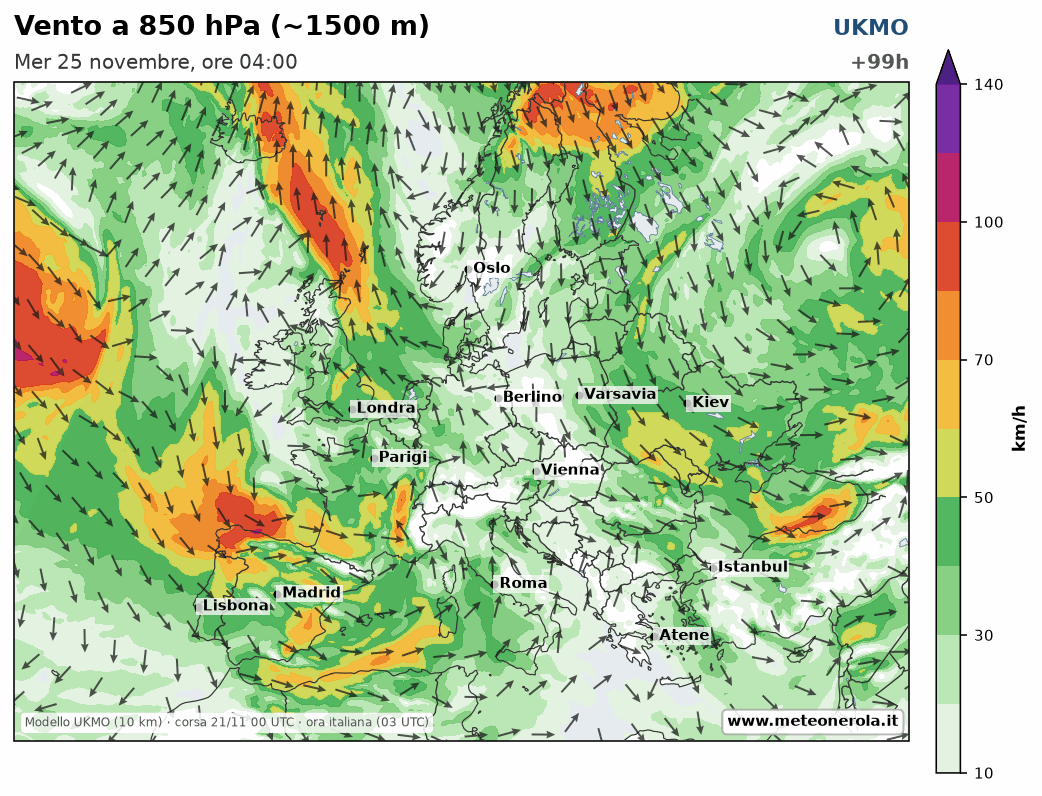 Vento a 850 hPa (~1500 m)
UKMO
Mer 25 novembre, ore 04:00
+99h
140
100
70
50
30
10
km/h
Oslo
Londra
Berlino
Varsavia
Kiev
Parigi
Vienna
Istanbul
Roma
Madrid
Lisbona
Atene
Modello UKMO (10 km) · corsa 21/11 00 UTC · ora italiana (03 UTC)
www.meteonerola.it